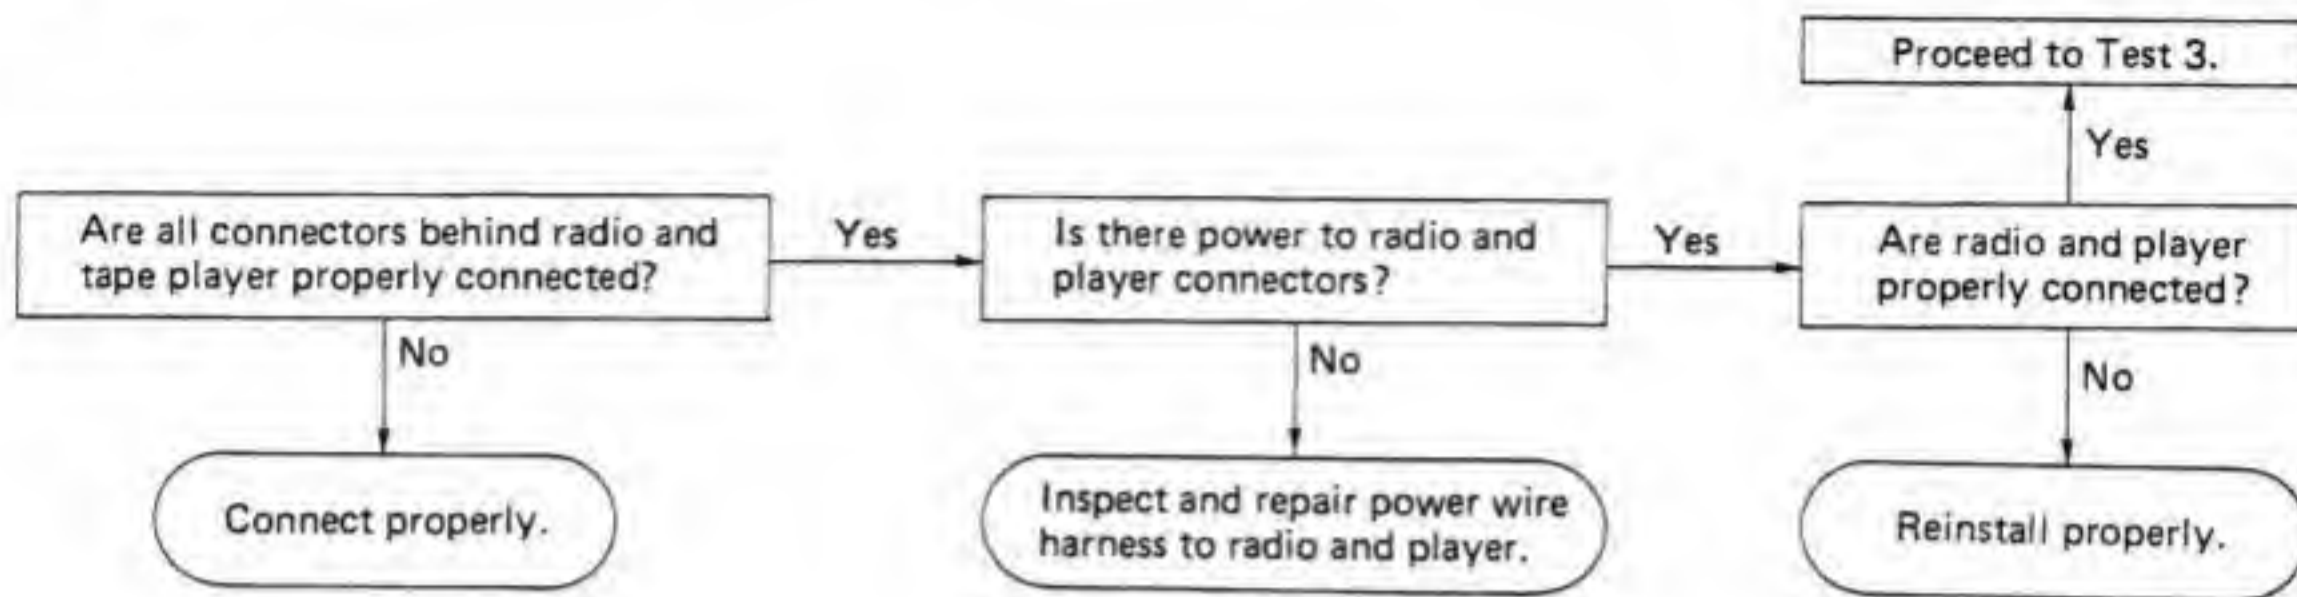 Proceed to Test 3.
Yes
Are all connectors behind radio and
tape player properly connected?
Yes
Is there power to radio and
player connectors?
Yes
Are radio and player
properly connected?
No
No
No
Connect properly.
Inspect and repair power wire
harness to radio and player.
Reinstall properly.